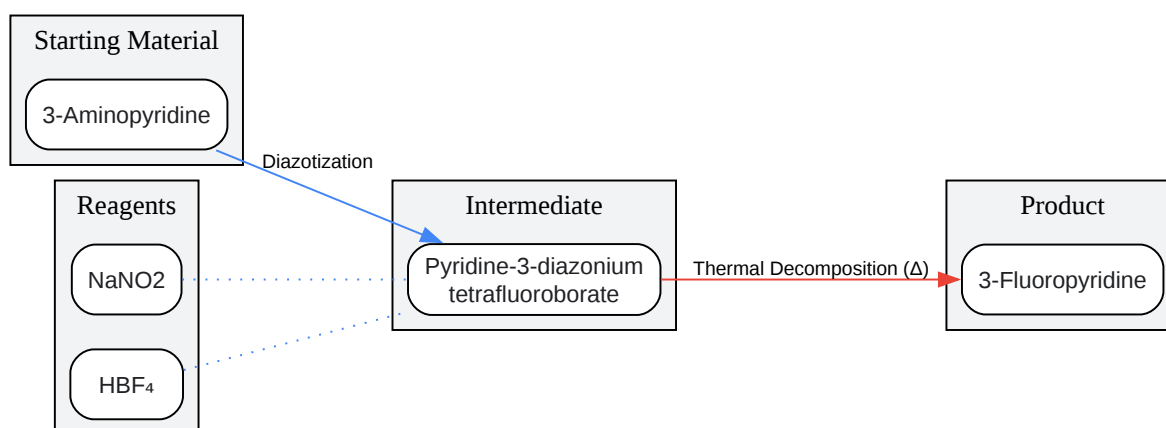 Starting Material
3-Aminopyridine
Diazotization
Reagents
NaNO2
HBF₄
Intermediate
Pyridine-3-diazonium
tetrafluoroborate
Thermal Decomposition (Δ)
Product
3-Fluoropyridine